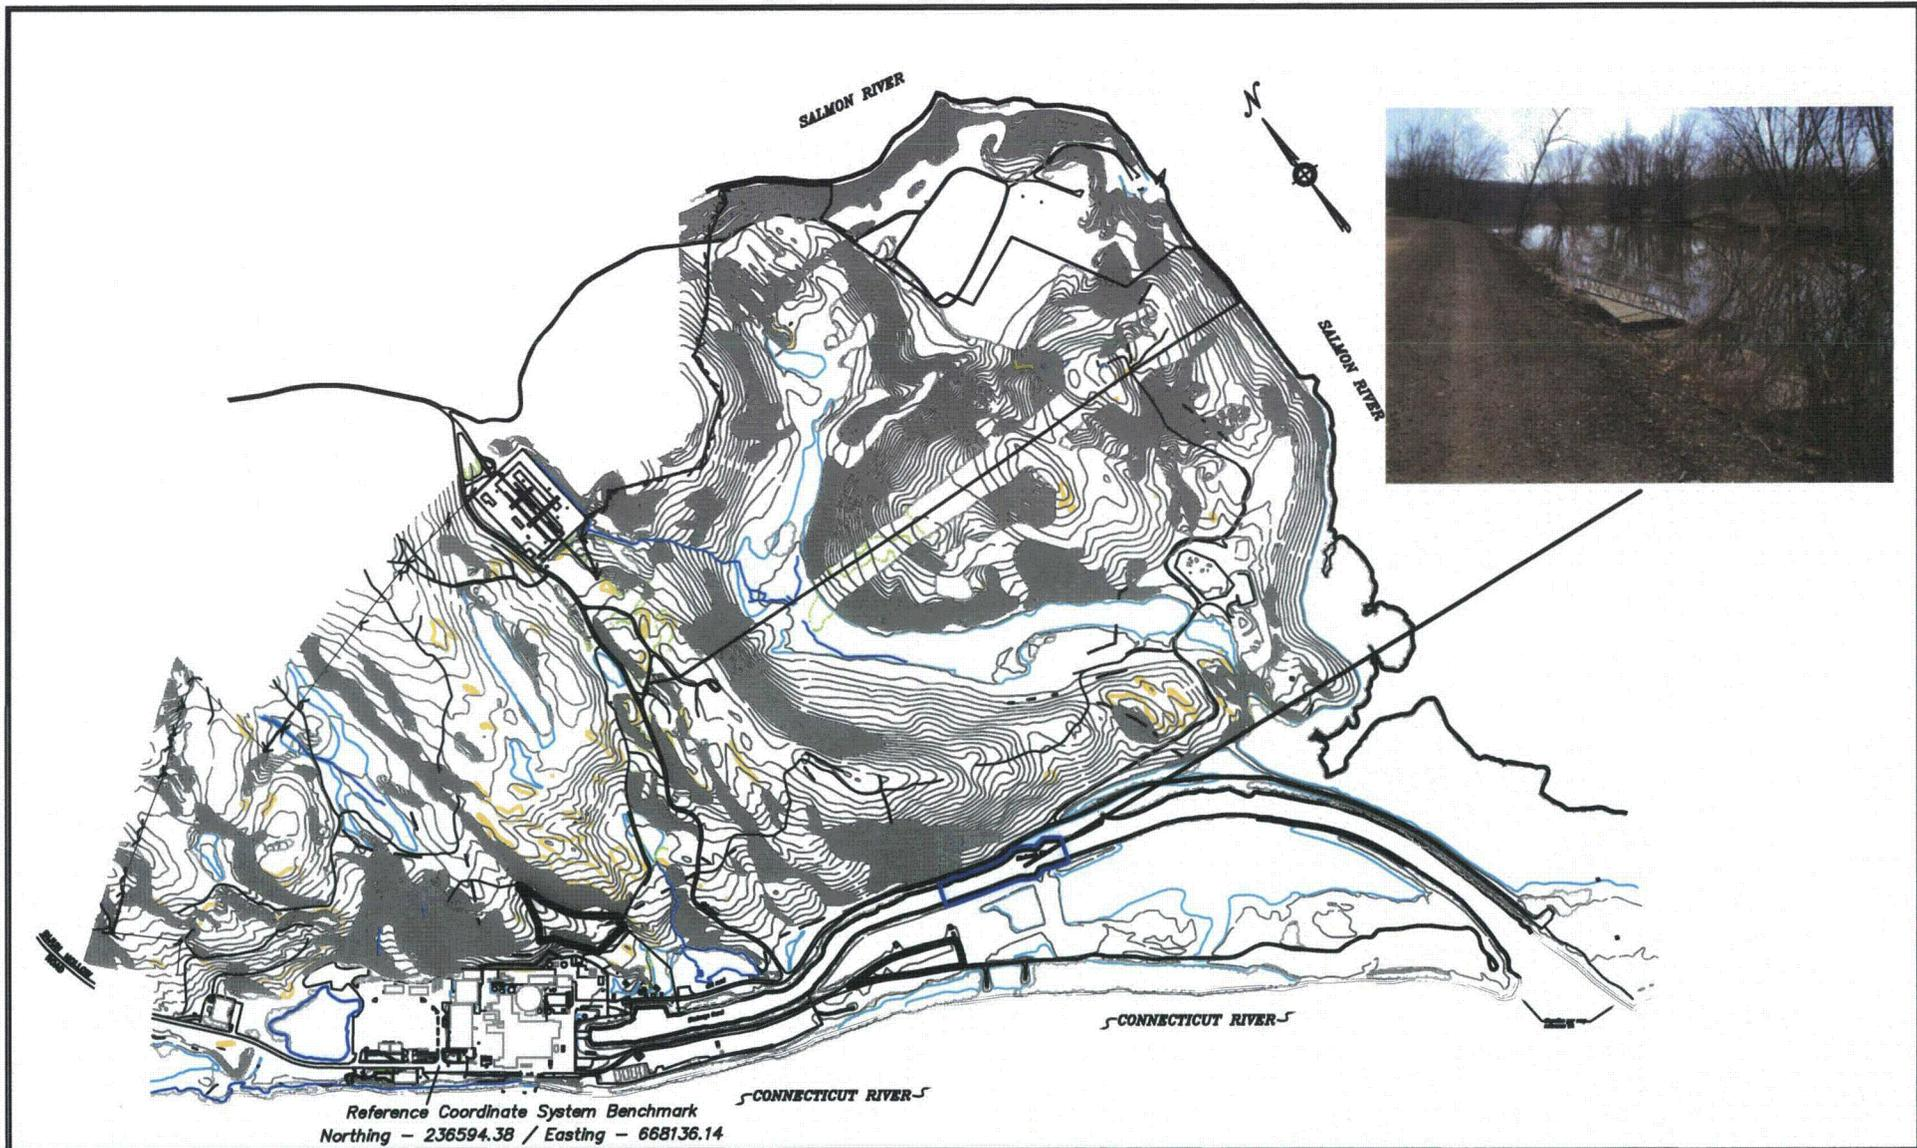 SALMON RIVER
N
SALMON RIVER
CONNECTICUT RIVER
CONNECTICUT RIVER
Reference Coordinate System Benchmark
Northing - 236594.38 / Easting - 668136.14